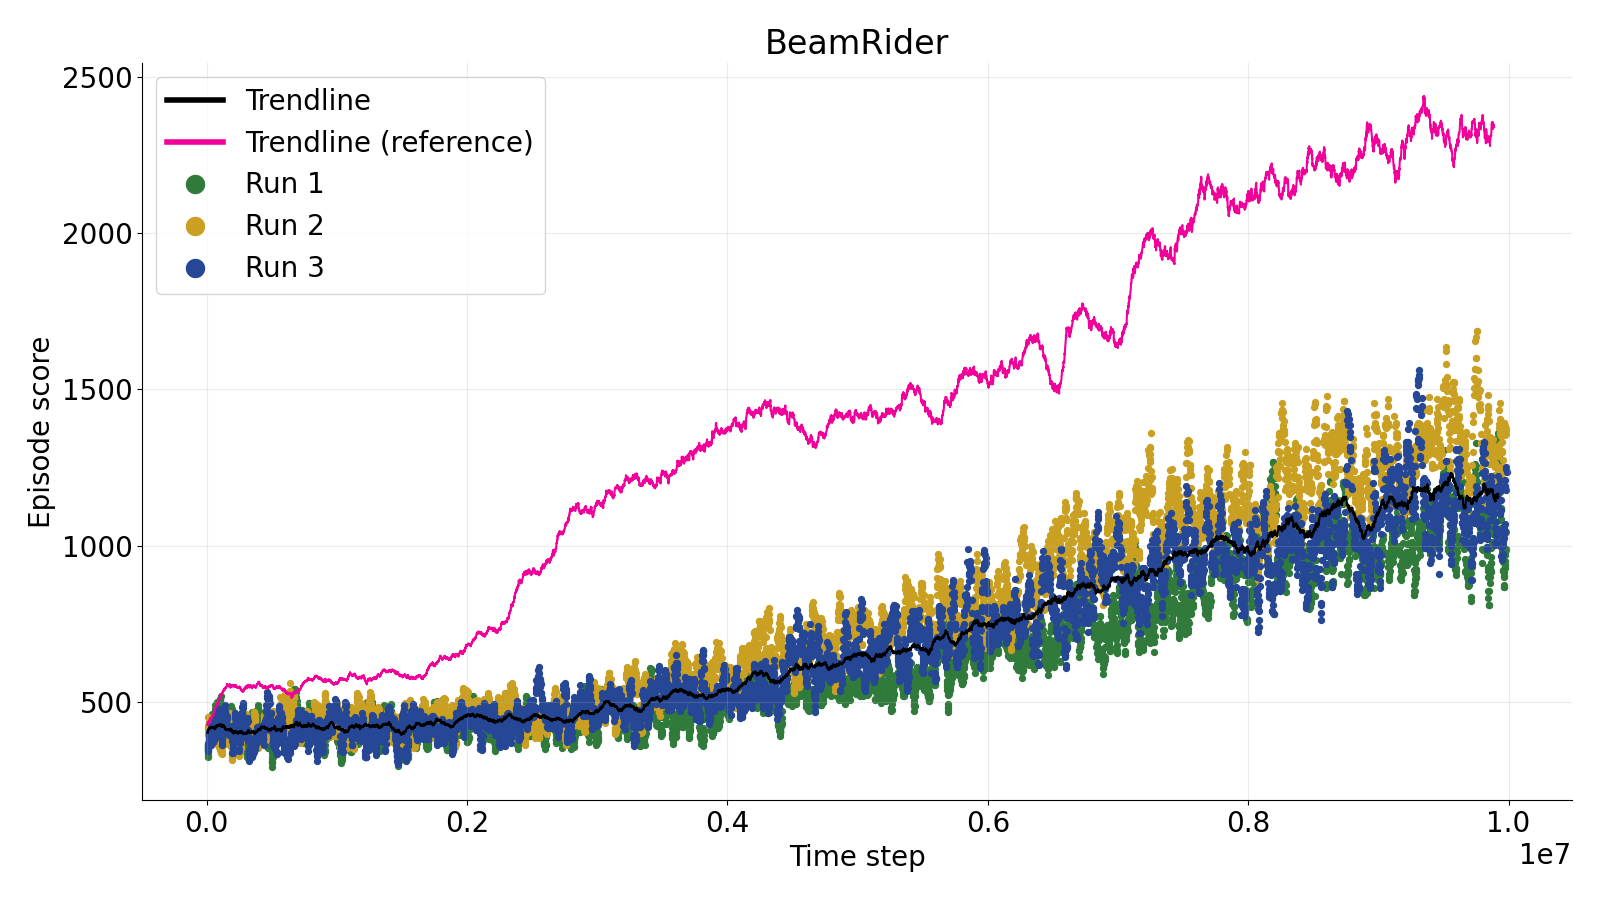 BeamRider
2500
2000
1500
1000
500
Episode score
Trendline
Trendline (reference)
Run 1
Run 2
Run 3
0.0 0.2 0.4 0.6 0.8 1.0
1e7
Time step